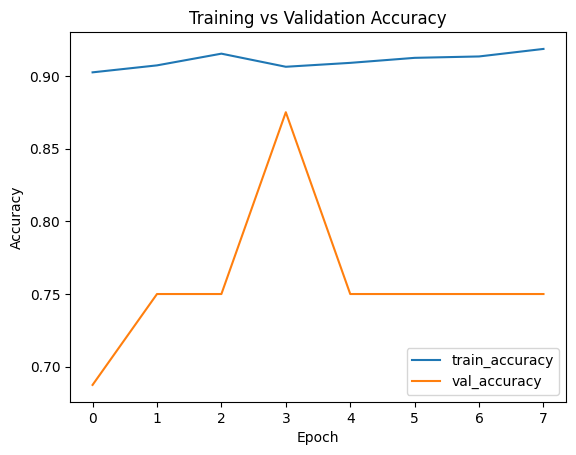 Training vs Validation Accuracy
Accuracy
0.90
0.85
0.80
0.75
0.70
train_accuracy
val_accuracy
0 1 2 3 4 5 6 7
Epoch